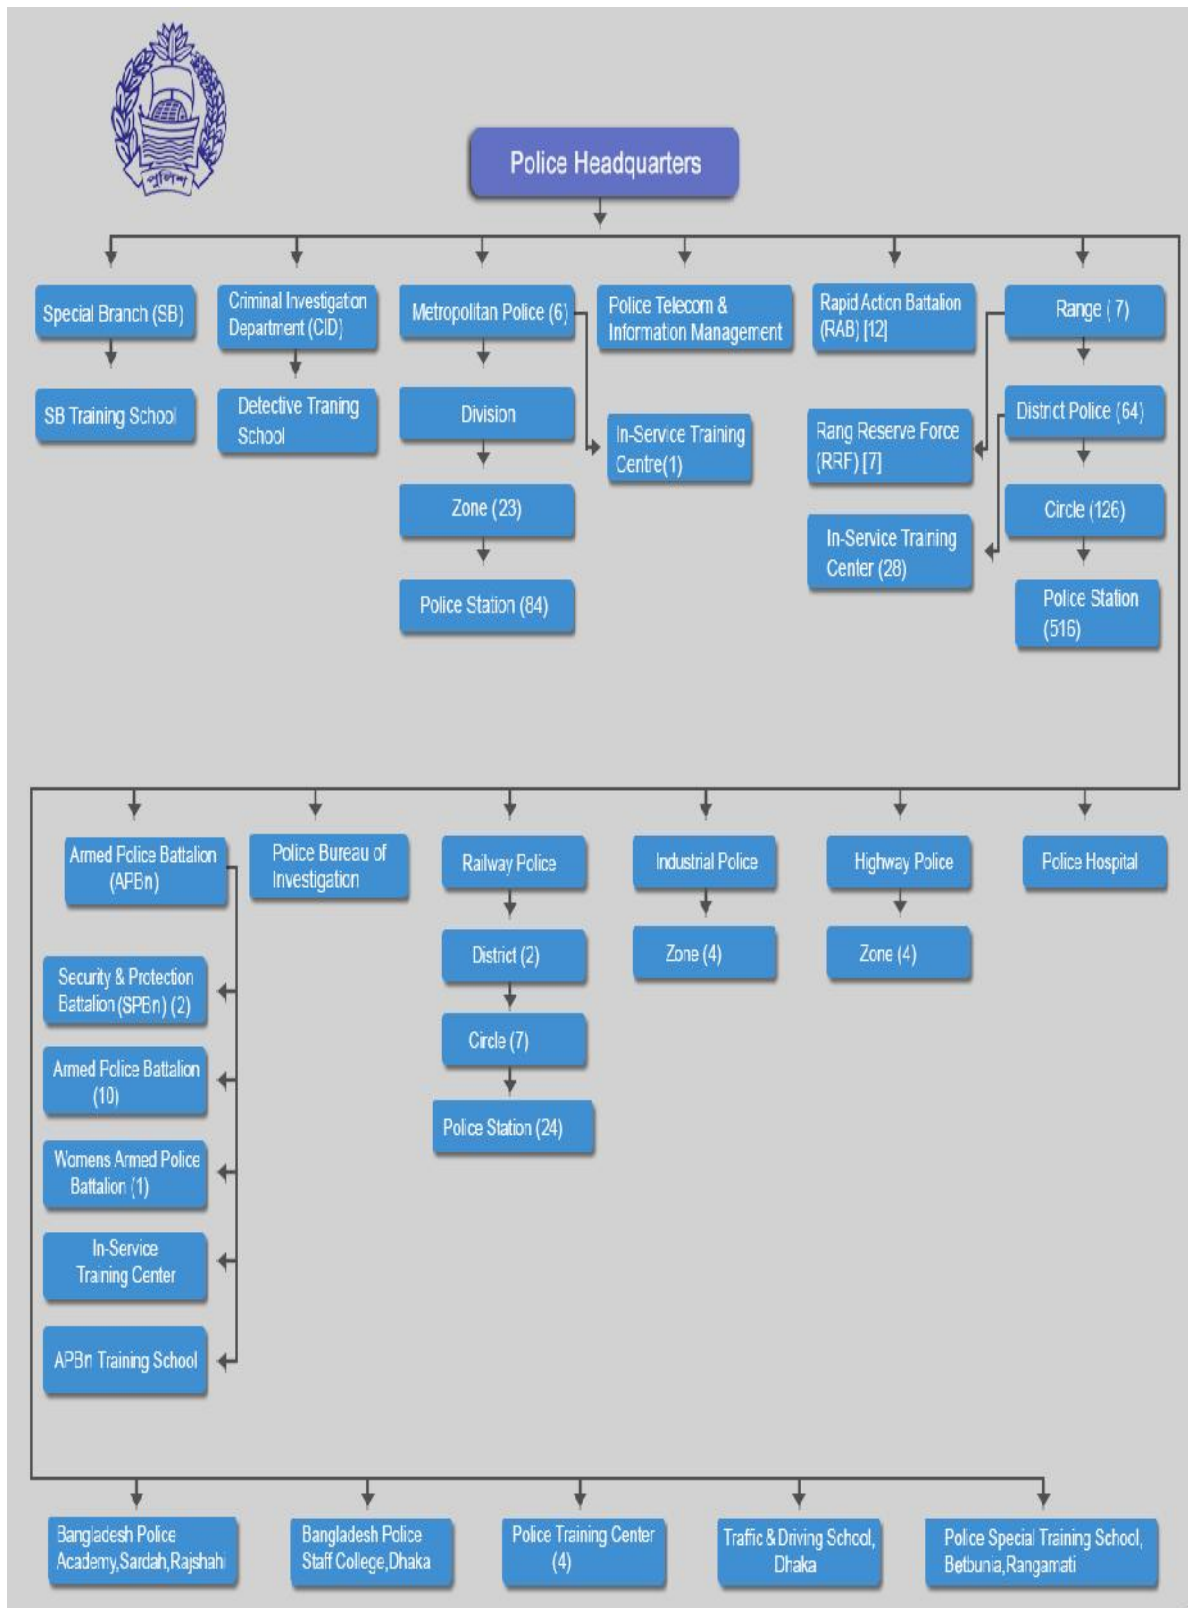 পুলিশ
Police Headquarters
Special Branch (SB)
Criminal Investigation
Department (CID)
Metropolitan Police (6)
Police Telecom &
Information Management
Rapid Action Battalion
(RAB) [12]
Range ( 7)
SB Training School
Detective Traning
School
Division
In-Service Training
Centre(1)
Rang Reserve Force
(RRF) [7]
District Police (64)
Zone (23)
In-Service Training
Center (28)
Circle (126)
Police Station (84)
Police Station
(516)
Armed Police Battalion
(APBn)
Police Bureau of
Investigation
Railway Police
Industrial Police
Highway Police
Police Hospital
Security & Protection
Battalion (SPBn) (2)
District (2)
Zone (4)
Zone (4)
Armed Police Battalion
(10)
Circle (7)
Womens Armed Police
Battalion (1)
Police Station (24)
In-Service
Training Center
APBn Training School
Bangladesh Police
Academy,Sardah,Rajshahi
Bangladesh Police
Staff College,Dhaka
Police Training Center
(4)
Traffic & Driving School,
Dhaka
Police Special Training School,
Betbunia,Rangamati